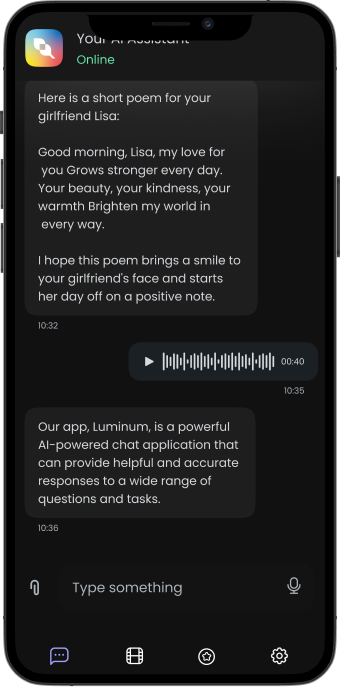 Your AI Assistant
Online
Here is a short poem for your
girlfriend Lisa:
Good morning, Lisa, my love for
you Grows stronger every day.
Your beauty, your kindness, your
warmth Brighten my world in
every way.
I hope this poem brings a smile to
your girlfriend's face and starts
her day off on a positive note.
10:32
00:40
10:35
Our app, Luminum, is a powerful
AI-powered chat application that
can provide helpful and accurate
responses to a wide range of
questions and tasks.
10:36
Type something